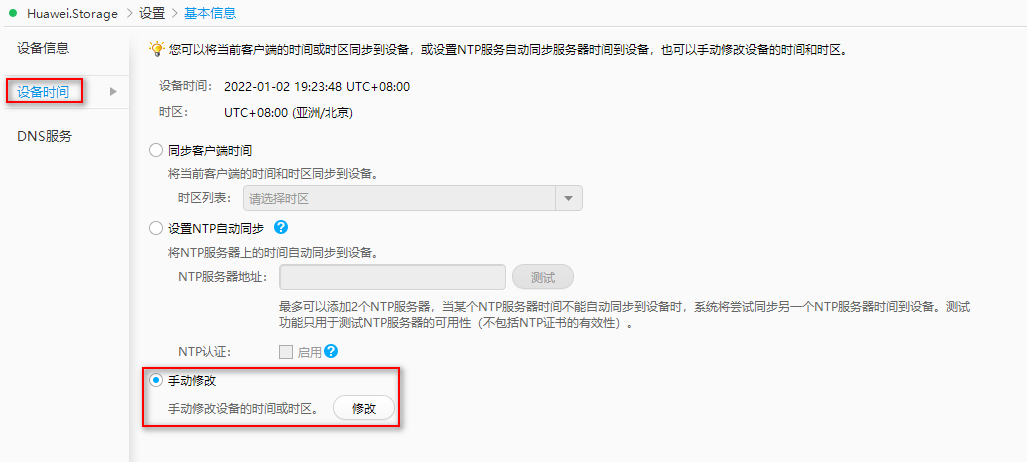 Huawei.Storage > 设置 > 基本信息
设备信息
您可以将当前客户端的时间或时区同步到设备，或设置NTP服务自动同步服务器时间到设备，也可以手动修改设备的时间和时区。
设备时间： 2022-01-02 19:23:48 UTC+08:00
设备时间
时区： UTC+08:00 (亚洲/北京)
DNS服务
同步客户端时间
将当前客户端的时间和时区同步到设备。
时区列表： 请选择时区
设置NTP自动同步 ?
将NTP服务器上的时间自动同步到设备。
NTP服务器地址： 测试
最多可以添加2个NTP服务器，当某个NTP服务器时间不能自动同步到设备时，系统将尝试同步另一个NTP服务器时间到设备。测试
功能只用于测试NTP服务器的可用性（不包括NTP证书的有效性）。
NTP认证： 启用 ?
手动修改
手动修改设备的时间或时区。 修改